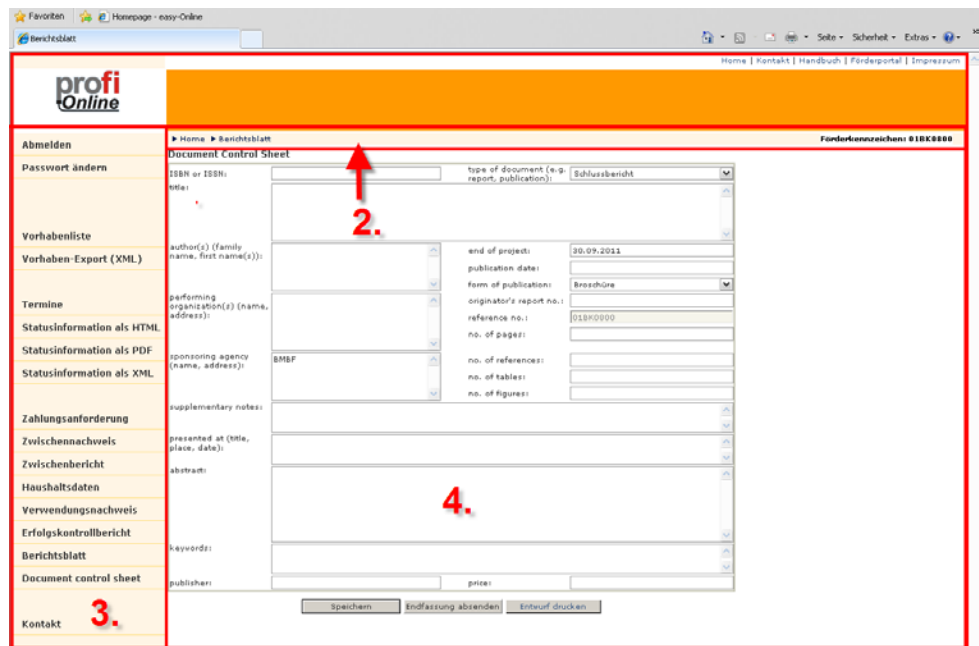 Favoriten Homepage - easy-Online
Berichtsblatt Seite Sicherheit Extras
Home | Kontakt | Handbuch | Förderportal | Impressum
profi
Online
Abmelden
Passwort ändern
Vorhabenliste
Vorhaben-Export (XML)
Termine
Statusinformation als HTML
Statusinformation als PDF
Statusinformation als XML
Zahlungsanforderung
Zwischennachweis
Zwischenbericht
Haushaltsdaten
Verwendungsnachweis
Erfolgskontrollbericht
Berichtsblatt
Document control sheet
Kontakt
3.
Home Berichtsblatt Förderkennzeichen: 01BK0800
2.
Document Control Sheet
ISBN or ISSN: type of document (e.g. report, publication): Schlussbericht
title:
author(s) (family name, first name(s)): end of project: 30.09.2011
publication date:
form of publication: Broschüre
performing organization(s) (name, address): originator's report no.:
reference no.: 01BK0800
no. of pages:
sponsoring agency (name, address): BMBF no. of references:
no. of tables:
no. of figures:
supplementary notes:
presented at (title, place, date):
abstract:
4.
keywords:
publisher: price:
Speichern Endfassung absenden Entwurf drucken